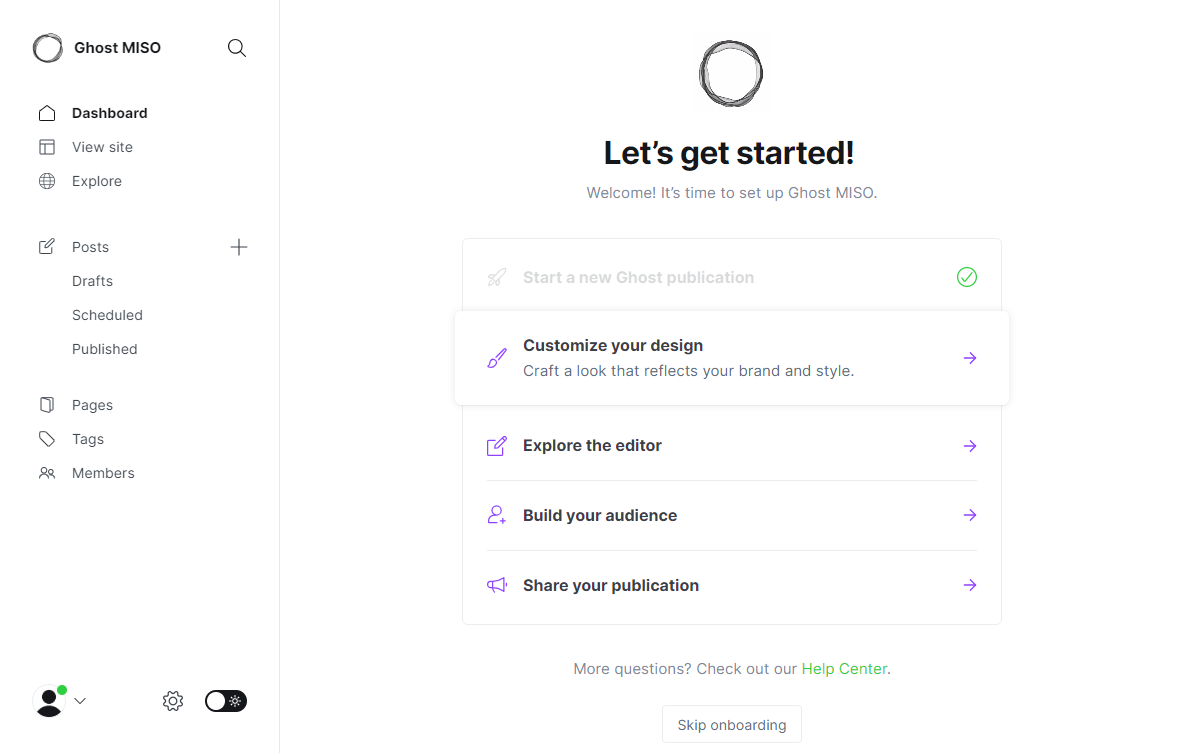 Ghost MISO
Dashboard
View site
Explore
Posts
Drafts
Scheduled
Published
Pages
Tags
Members
Let’s get started!
Welcome! It’s time to set up Ghost MISO.
Start a new Ghost publication
Customize your design
Craft a look that reflects your brand and style.
Explore the editor
Build your audience
Share your publication
More questions? Check out our Help Center.
Skip onboarding